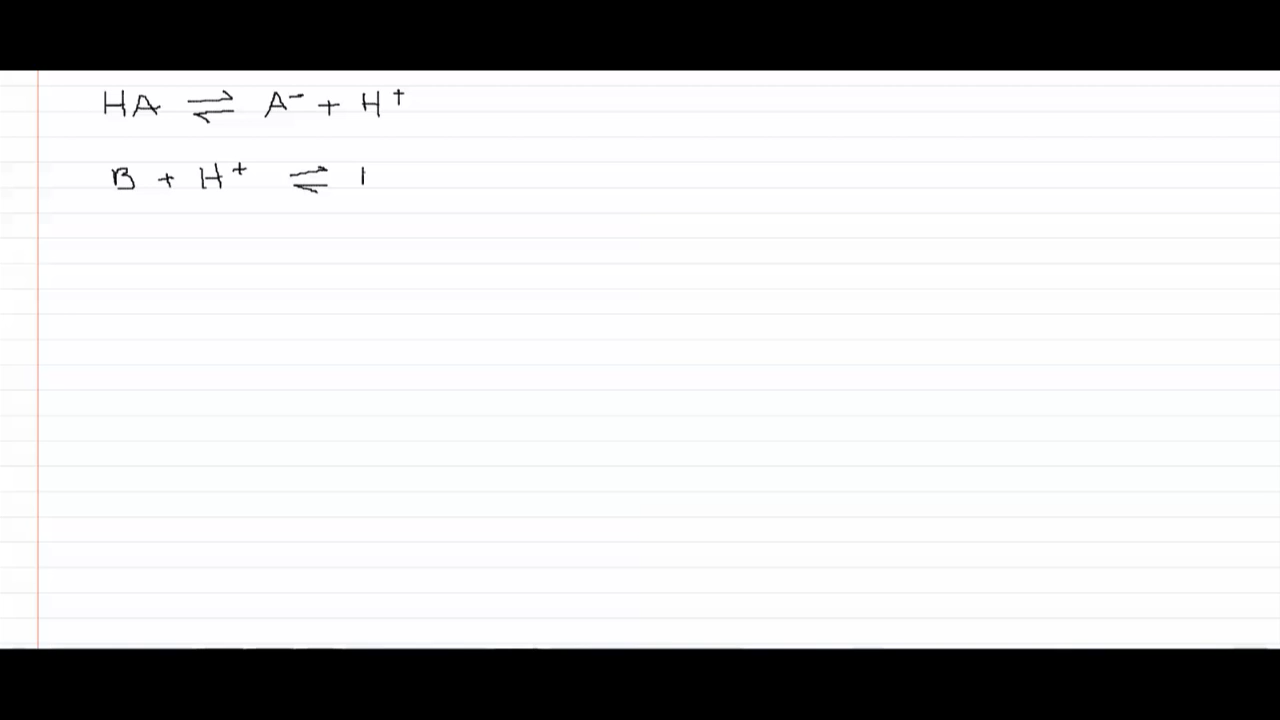 HA ⇌ A⁻ + H⁺
B + H⁺ ⇌ I